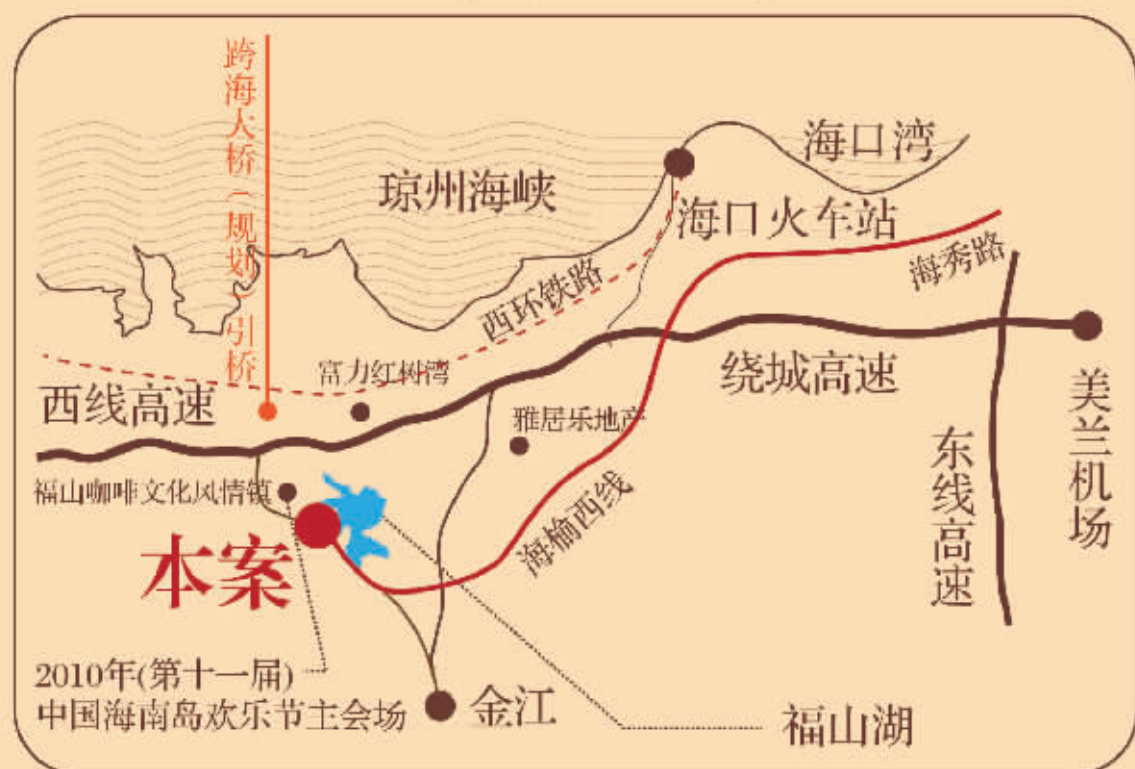 跨海大桥（规划）引桥
海口湾
琼州海峡
海口火车站
海秀路
西环铁路
富力红树湾
绕城高速
西线高速
雅居乐地产
美兰机场
东线高速
福山咖啡文化风情镇
海榆西线
本案
2010年(第十一届)
中国海南岛欢乐节主会场
金江
福山湖